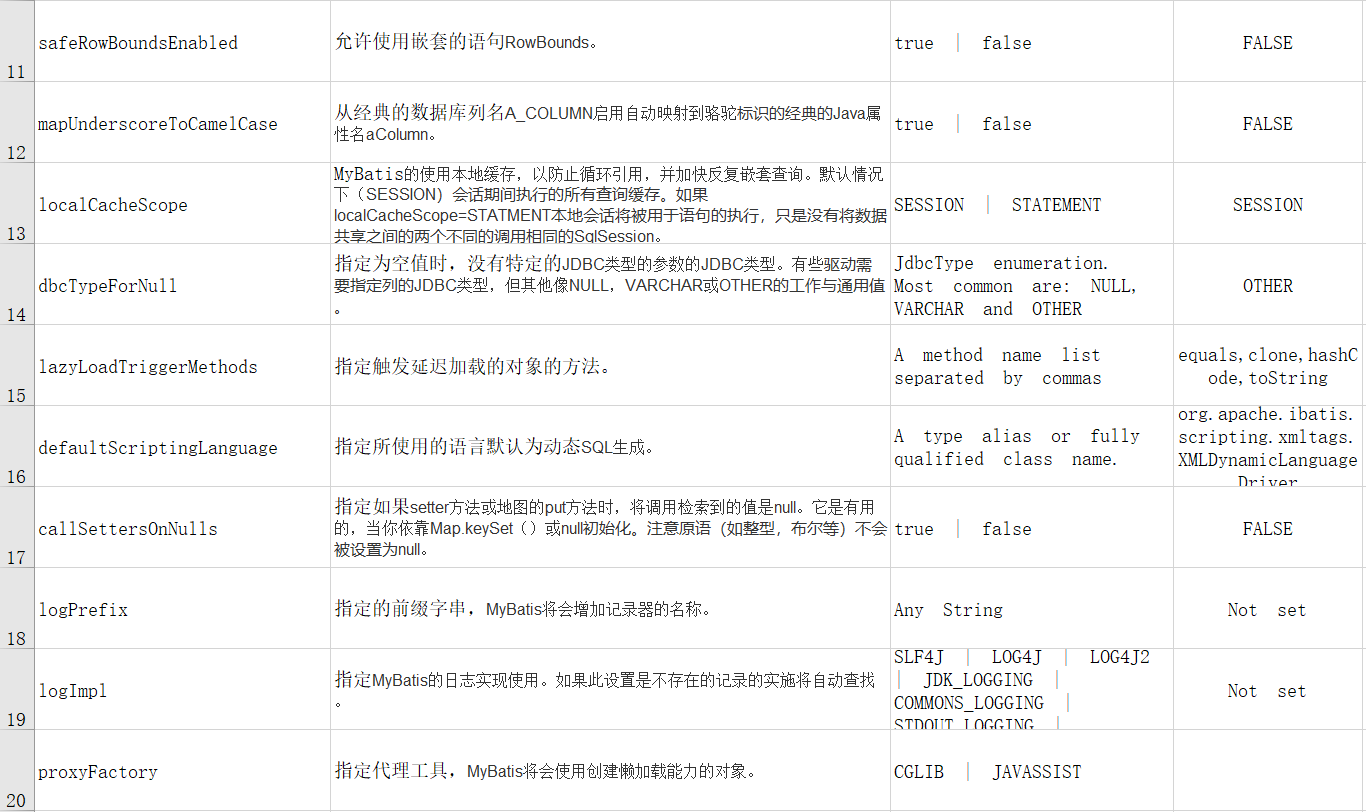 11 safeRowBoundsEnabled 允许使用嵌套的语句RowBounds。 true | false FALSE
12 mapUnderscoreToCamelCase 从经典的数据库列名A_COLUMN启用自动映射到骆驼标识的经典的Java属
性名aColumn。 true | false FALSE
13 localCacheScope MyBatis的使用本地缓存，以防止循环引用，并加快反复嵌套查询。默认情况
下（SESSION）会话期间执行的所有查询缓存。如果
localCacheScope=STATMENT本地会话将被用于语句的执行，只是没有将数据
共享之间的两个不同的调用相同的SqlSession。 SESSION | STATEMENT SESSION
14 dbcTypeForNull 指定为空值时，没有特定的JDBC类型的参数的JDBC类型。有些驱动需
要指定列的JDBC类型，但其他像NULL，VARCHAR或OTHER的工作与通用值
。 JdbcType enumeration.
Most common are: NULL,
VARCHAR and OTHER OTHER
15 lazyLoadTriggerMethods 指定触发延迟加载的对象的方法。 A method name list
separated by commas equals,clone,hashC
ode,toString
16 defaultScriptingLanguage 指定所使用的语言默认为动态SQL生成。 A type alias or fully
qualified class name. org.apache.ibatis.
scripting.xmltags.
XMLDynamicLanguage
Driver
17 callSettersOnNulls 指定如果setter方法或地图的put方法时，将调用检索到的值是null。它是有用
的，当你依靠Map.keySet（）或null初始化。注意原语（如整型，布尔等）不会
被设置为null。 true | false FALSE
18 logPrefix 指定的前缀字串，MyBatis将会增加记录器的名称。 Any String Not set
19 logImpl 指定MyBatis的日志实现使用。如果此设置是不存在的记录的实施将自动查找
。 SLF4J | LOG4J | LOG4J2
| JDK_LOGGING |
COMMONS_LOGGING |
STDOUT_LOGGING | Not set
20 proxyFactory 指定代理工具，MyBatis将会使用创建懒加载能力的对象。 CGLIB | JAVASSIST